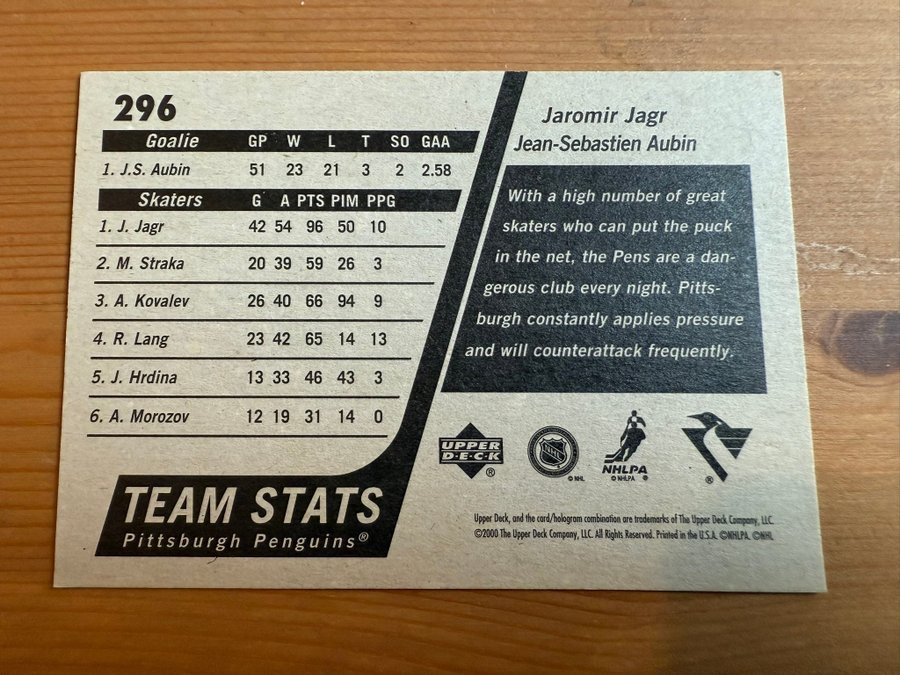 296
Goalie GP W L T SO GAA
1. J.S. Aubin 51 23 21 3 2 2.58
Skaters G A PTS PIM PPG
1. J. Jagr 42 54 96 50 10
2. M. Straka 20 39 59 26 3
3. A. Kovalev 26 40 66 94 9
4. R. Lang 23 42 65 14 13
5. J. Hrdina 13 33 46 43 3
6. A. Morozov 12 19 31 14 0
TEAM STATS
Pittsburgh Penguins®
Jaromir Jagr
Jean-Sebastien Aubin
With a high number of great
skaters who can put the puck
in the net, the Pens are a dan-
gerous club every night. Pitts-
burgh constantly applies pressure
and will counterattack frequently.
UPPER
D·E·C·K
®
NHL
© NHL
NHLPA
© NHLPA ®
®
Upper Deck, and the card/hologram combination are trademarks of The Upper Deck Company, LLC.
©2000 The Upper Deck Company, LLC. All Rights Reserved. Printed in the U.S.A. ©NHLPA. ©NHL